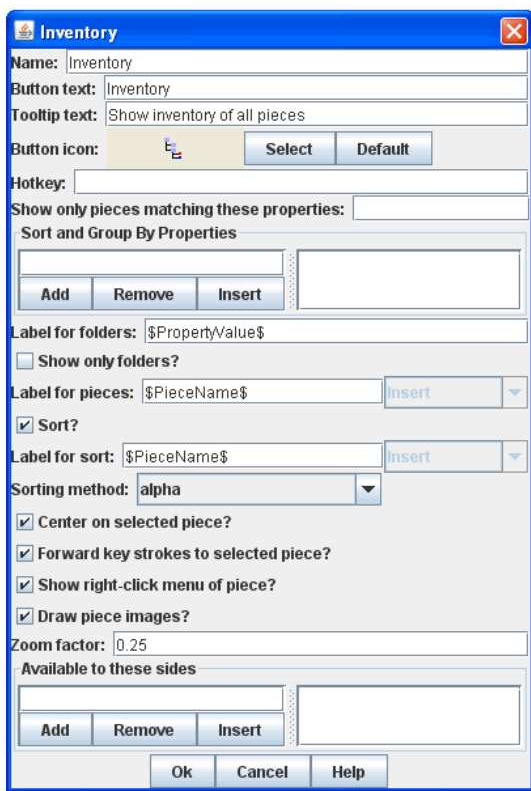 Inventory
Name: Inventory
Button text: Inventory
Tooltip text: Show inventory of all pieces
Button icon: Select Default
Hotkey:
Show only pieces matching these properties:
Sort and Group By Properties
Add Remove Insert
Label for folders: $PropertyValue$
Show only folders?
Label for pieces: $PieceName$ Insert
Sort?
Label for sort: $PieceName$ Insert
Sorting method: alpha
Center on selected piece?
Forward key strokes to selected piece?
Show right-click menu of piece?
Draw piece images?
Zoom factor: 0.25
Available to these sides
Add Remove Insert
Ok Cancel Help